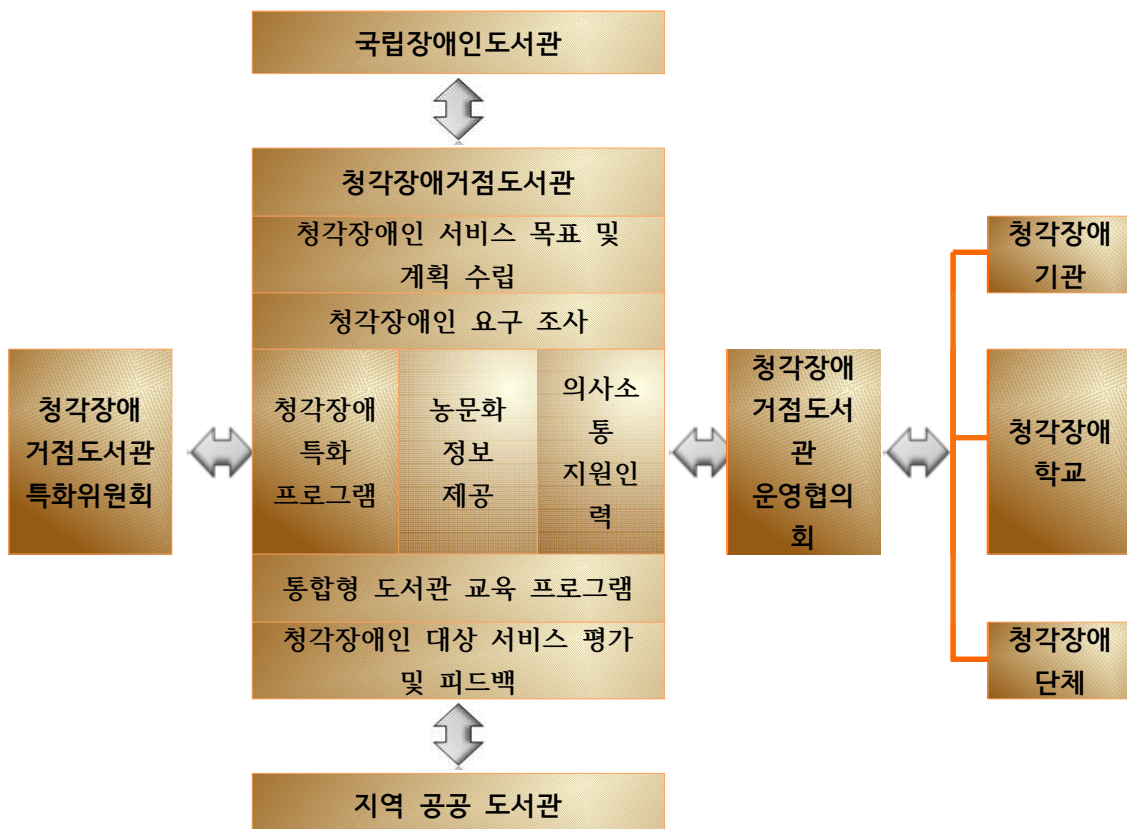 국립장애인도서관
청각장애거점도서관
청각장애인 서비스 목표 및
계획 수립
청각장애인 요구 조사
청각장애
거점도서관
특화위원회
청각장애
특화
프로그램
농문화
정보
제공
의사소
통
지원인
력
청각장애
거점도서
관
운영협의
회
청각장애
기관
청각장애
학교
청각장애
단체
통합형 도서관 교육 프로그램
청각장애인 대상 서비스 평가
및 피드백
지역 공공 도서관